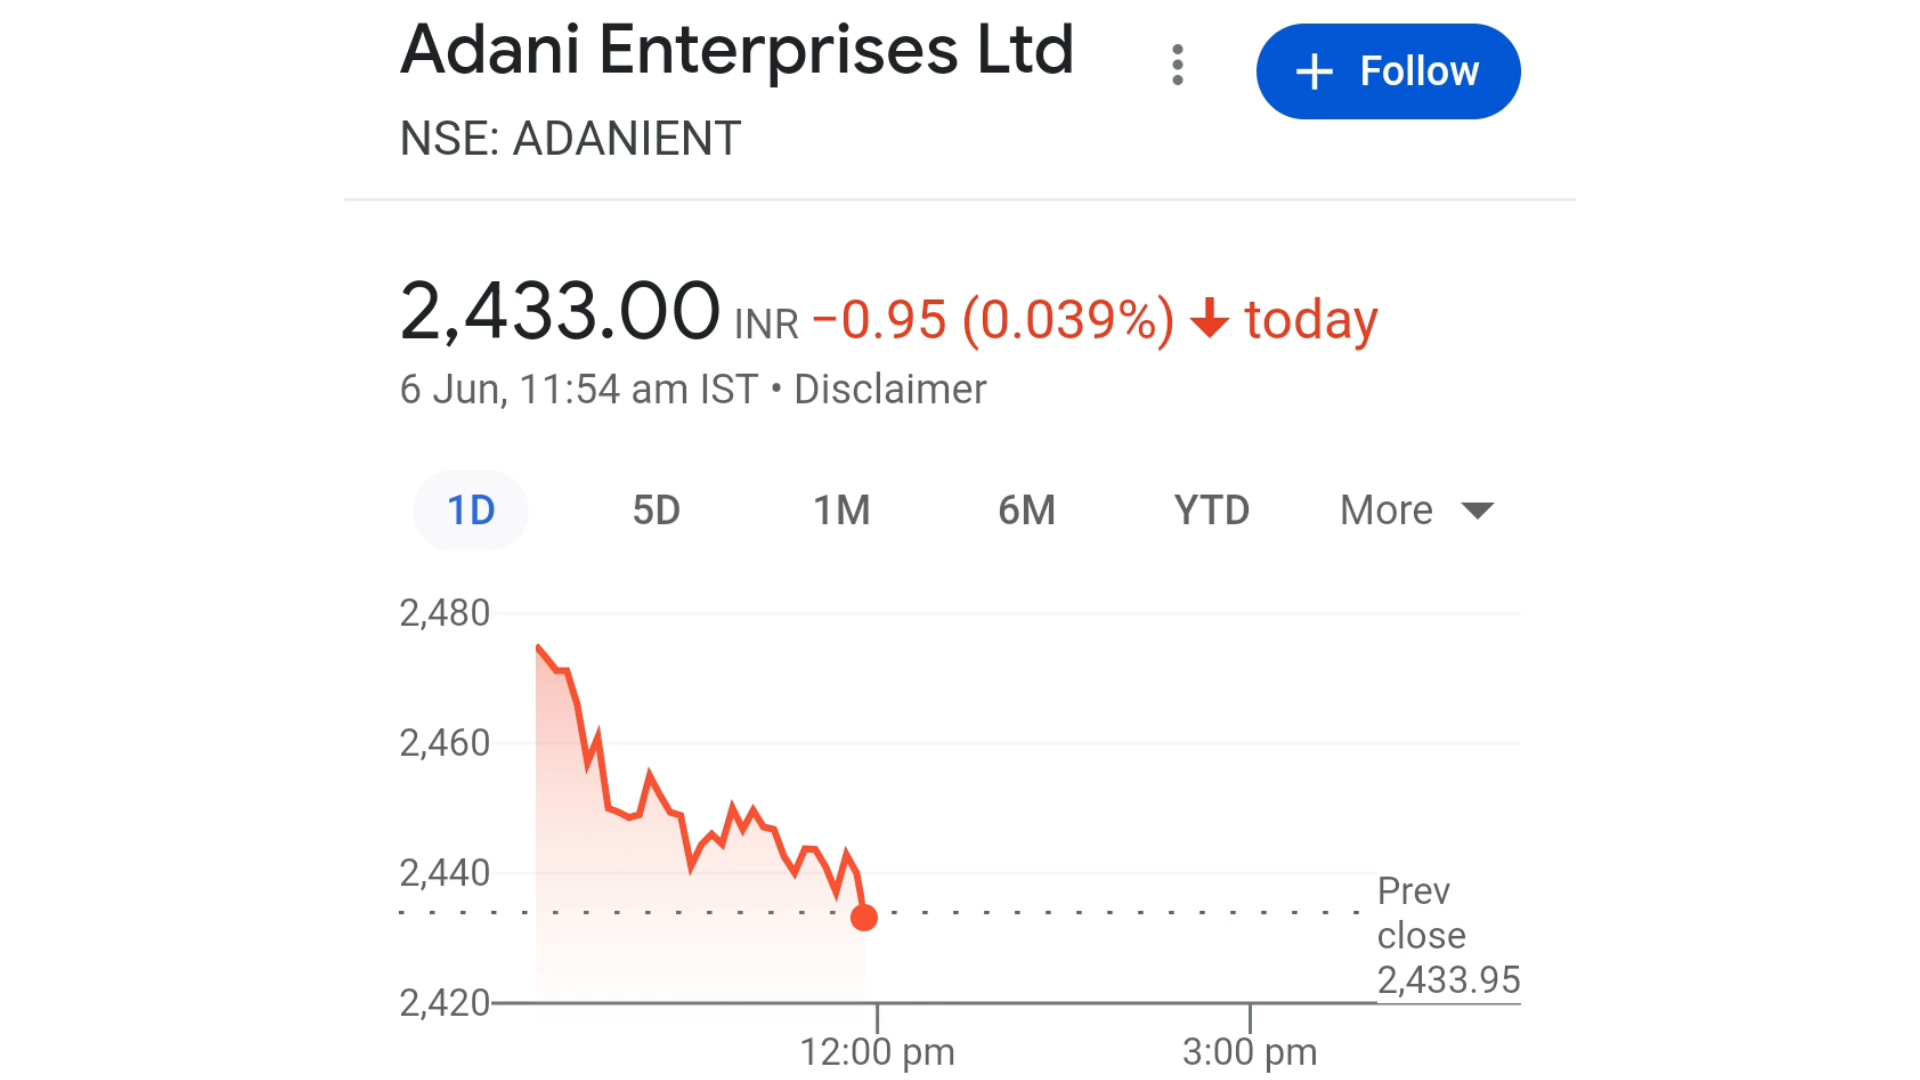 Adani Enterprises Ltd
+ Follow
NSE: ADANIENT
2,433.00 INR −0.95 (0.039%) ↓ today
6 Jun, 11:54 am IST • Disclaimer
1D 5D 1M 6M YTD More
2,480
2,460
2,440
Prev
close
2,433.95
2,420
12:00 pm 3:00 pm